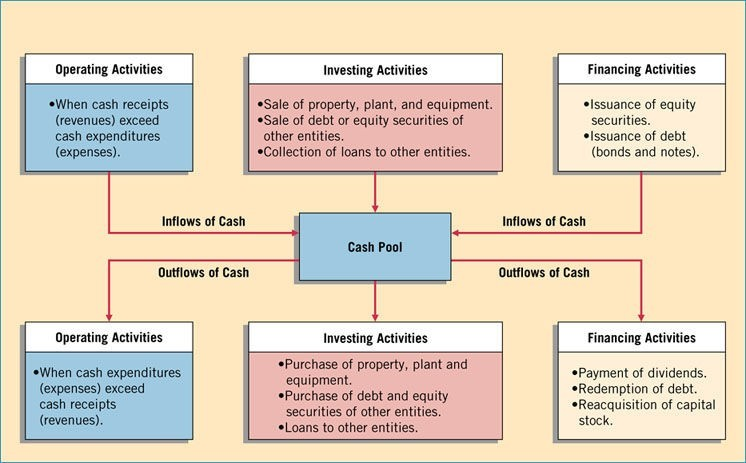 Operating Activities
•When cash receipts
(revenues) exceed
cash expenditures
(expenses).
Investing Activities
•Sale of property, plant, and equipment.
•Sale of debt or equity securities of
other entities.
•Collection of loans to other entities.
Financing Activities
•Issuance of equity
securities.
•Issuance of debt
(bonds and notes).
Inflows of Cash
Inflows of Cash
Cash Pool
Outflows of Cash
Outflows of Cash
Operating Activities
•When cash expenditures
(expenses) exceed
cash receipts
(revenues).
Investing Activities
•Purchase of property, plant and
equipment.
•Purchase of debt and equity
securities of other entities.
•Loans to other entities.
Financing Activities
•Payment of dividends.
•Redemption of debt.
•Reacquisition of capital
stock.